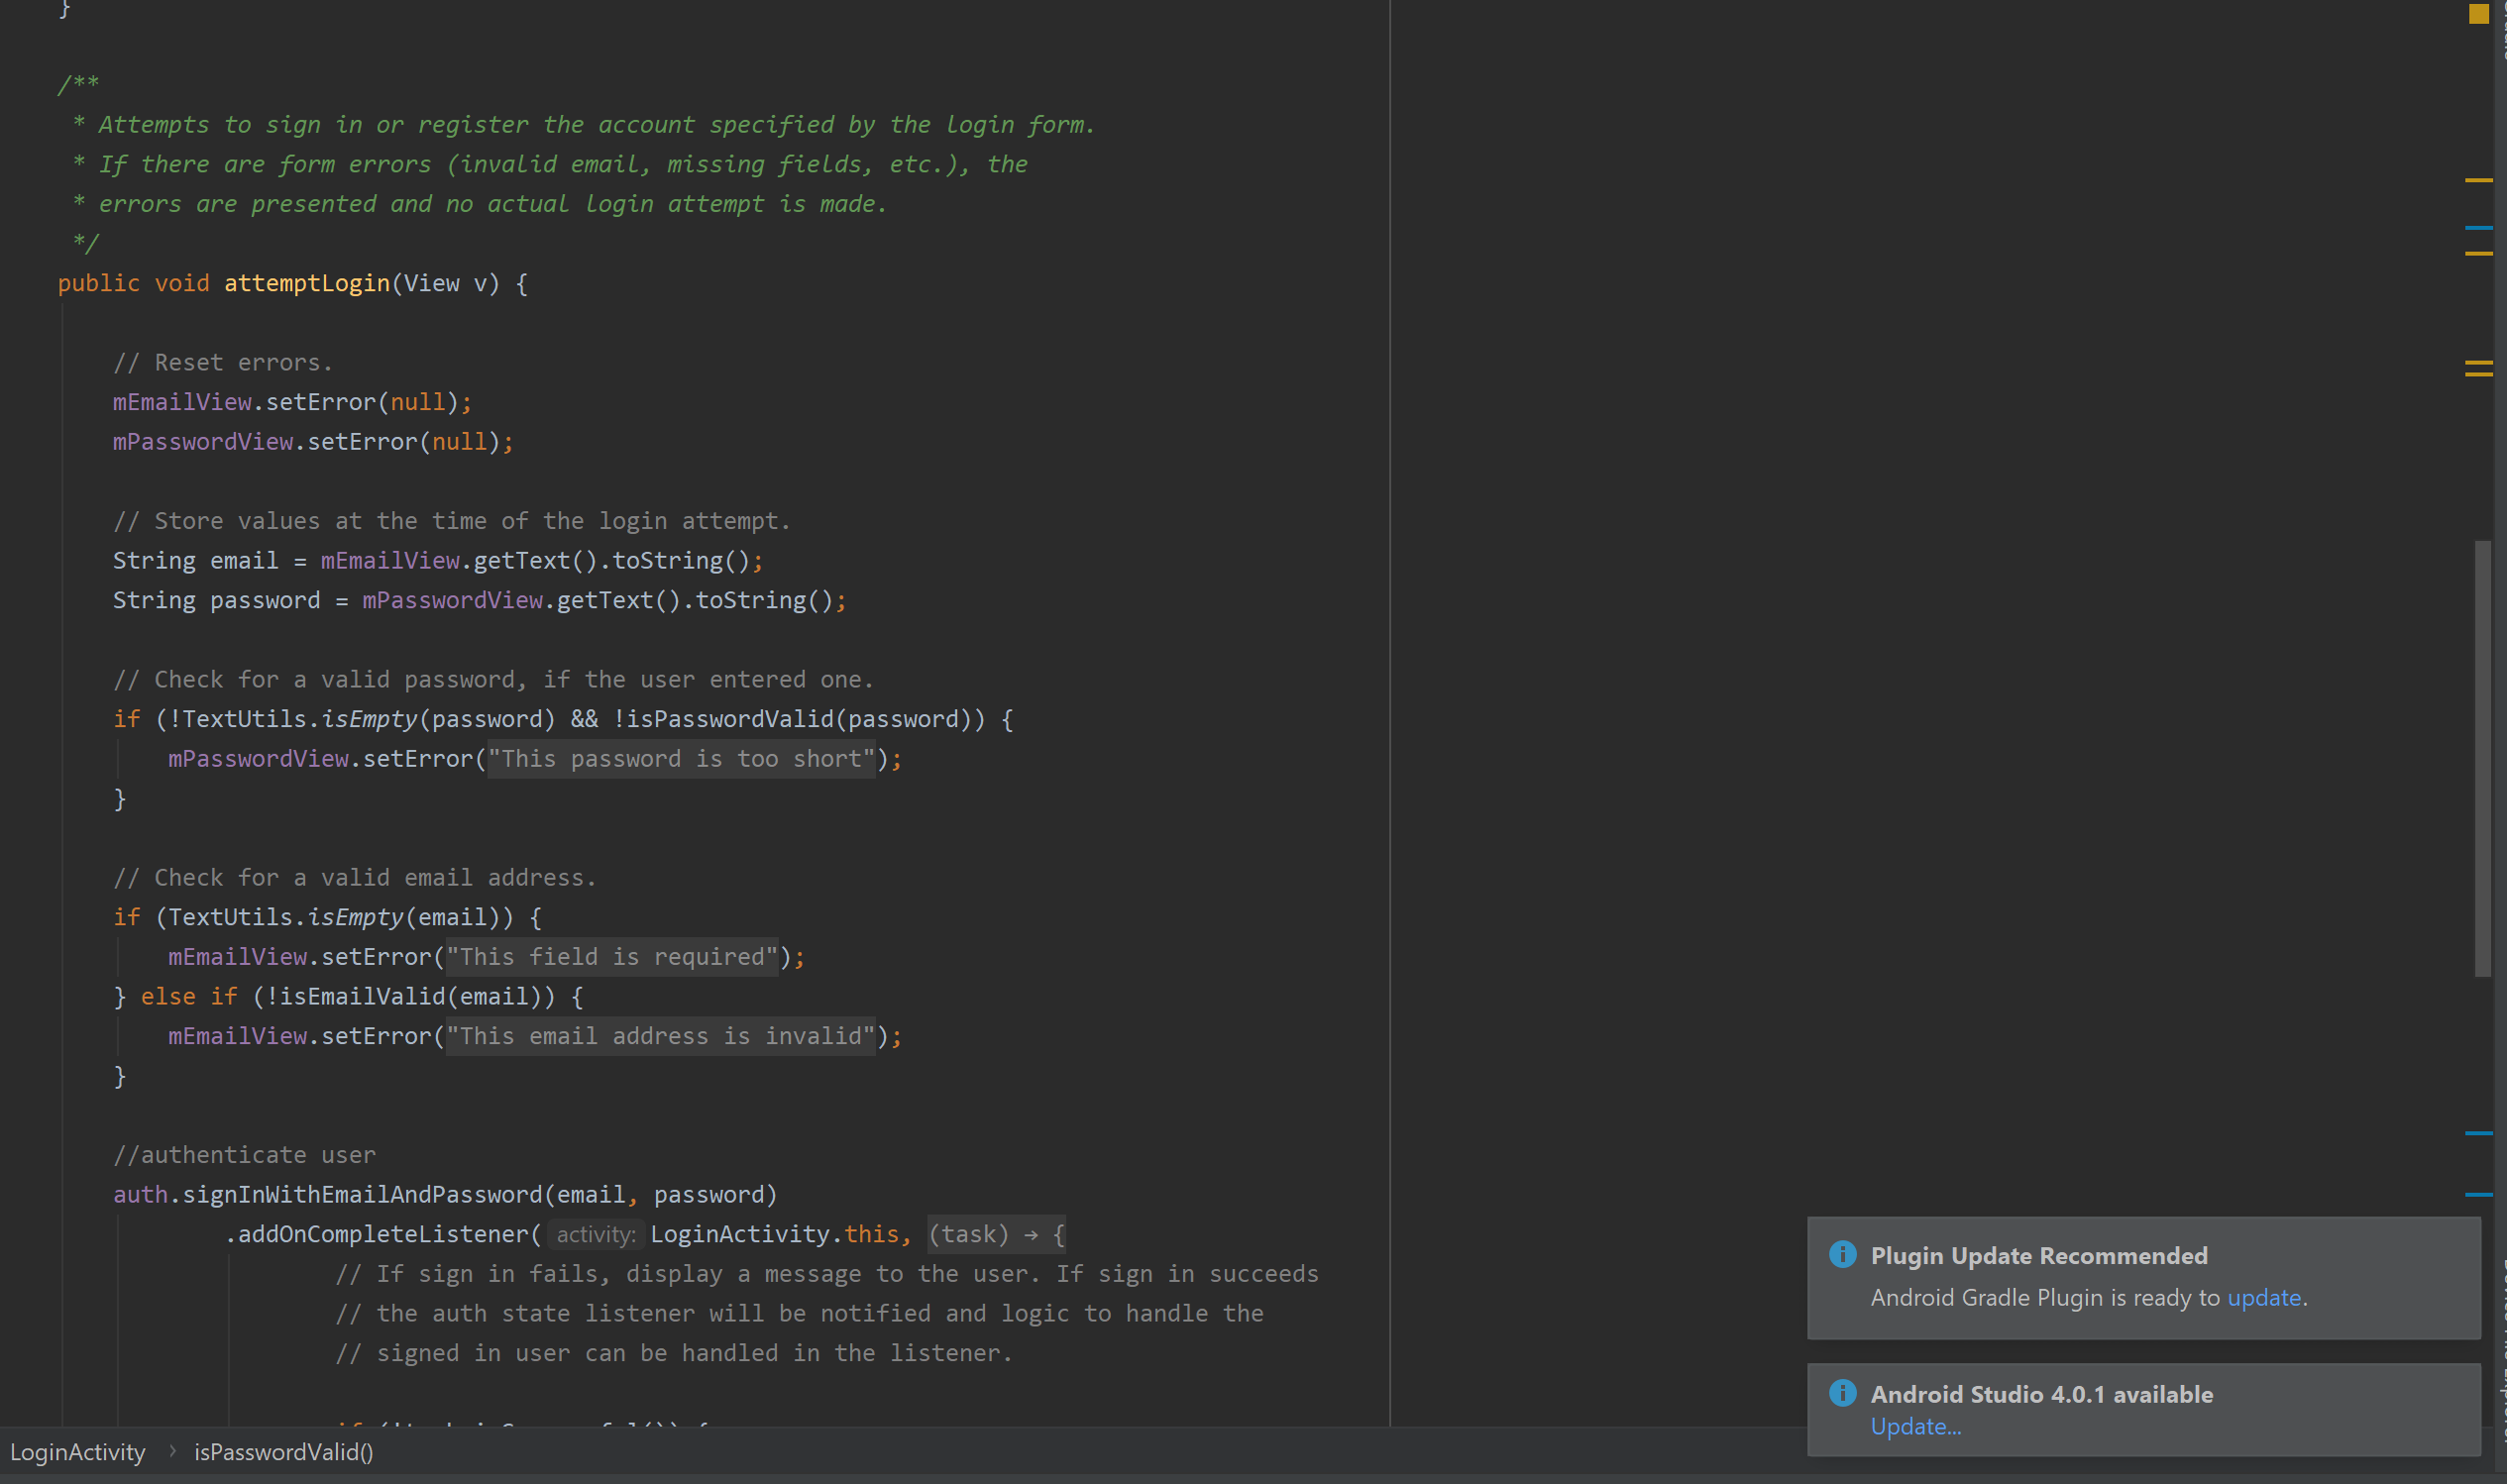 }
/**
* Attempts to sign in or register the account specified by the login form.
* If there are form errors (invalid email, missing fields, etc.), the
* errors are presented and no actual login attempt is made.
*/
public void attemptLogin(View v) {
// Reset errors.
mEmailView.setError(null);
mPasswordView.setError(null);
// Store values at the time of the login attempt.
String email = mEmailView.getText().toString();
String password = mPasswordView.getText().toString();
// Check for a valid password, if the user entered one.
if (!TextUtils.isEmpty(password) && !isPasswordValid(password)) {
mPasswordView.setError("This password is too short");
}
// Check for a valid email address.
if (TextUtils.isEmpty(email)) {
mEmailView.setError("This field is required");
} else if (!isEmailValid(email)) {
mEmailView.setError("This email address is invalid");
}
//authenticate user
auth.signInWithEmailAndPassword(email, password)
.addOnCompleteListener( activity: LoginActivity.this, (task) → {
// If sign in fails, display a message to the user. If sign in succeeds
// the auth state listener will be notified and logic to handle the
// signed in user can be handled in the listener.
Plugin Update Recommended
Android Gradle Plugin is ready to update.
Android Studio 4.0.1 available
Update...
LoginActivity › isPasswordValid()